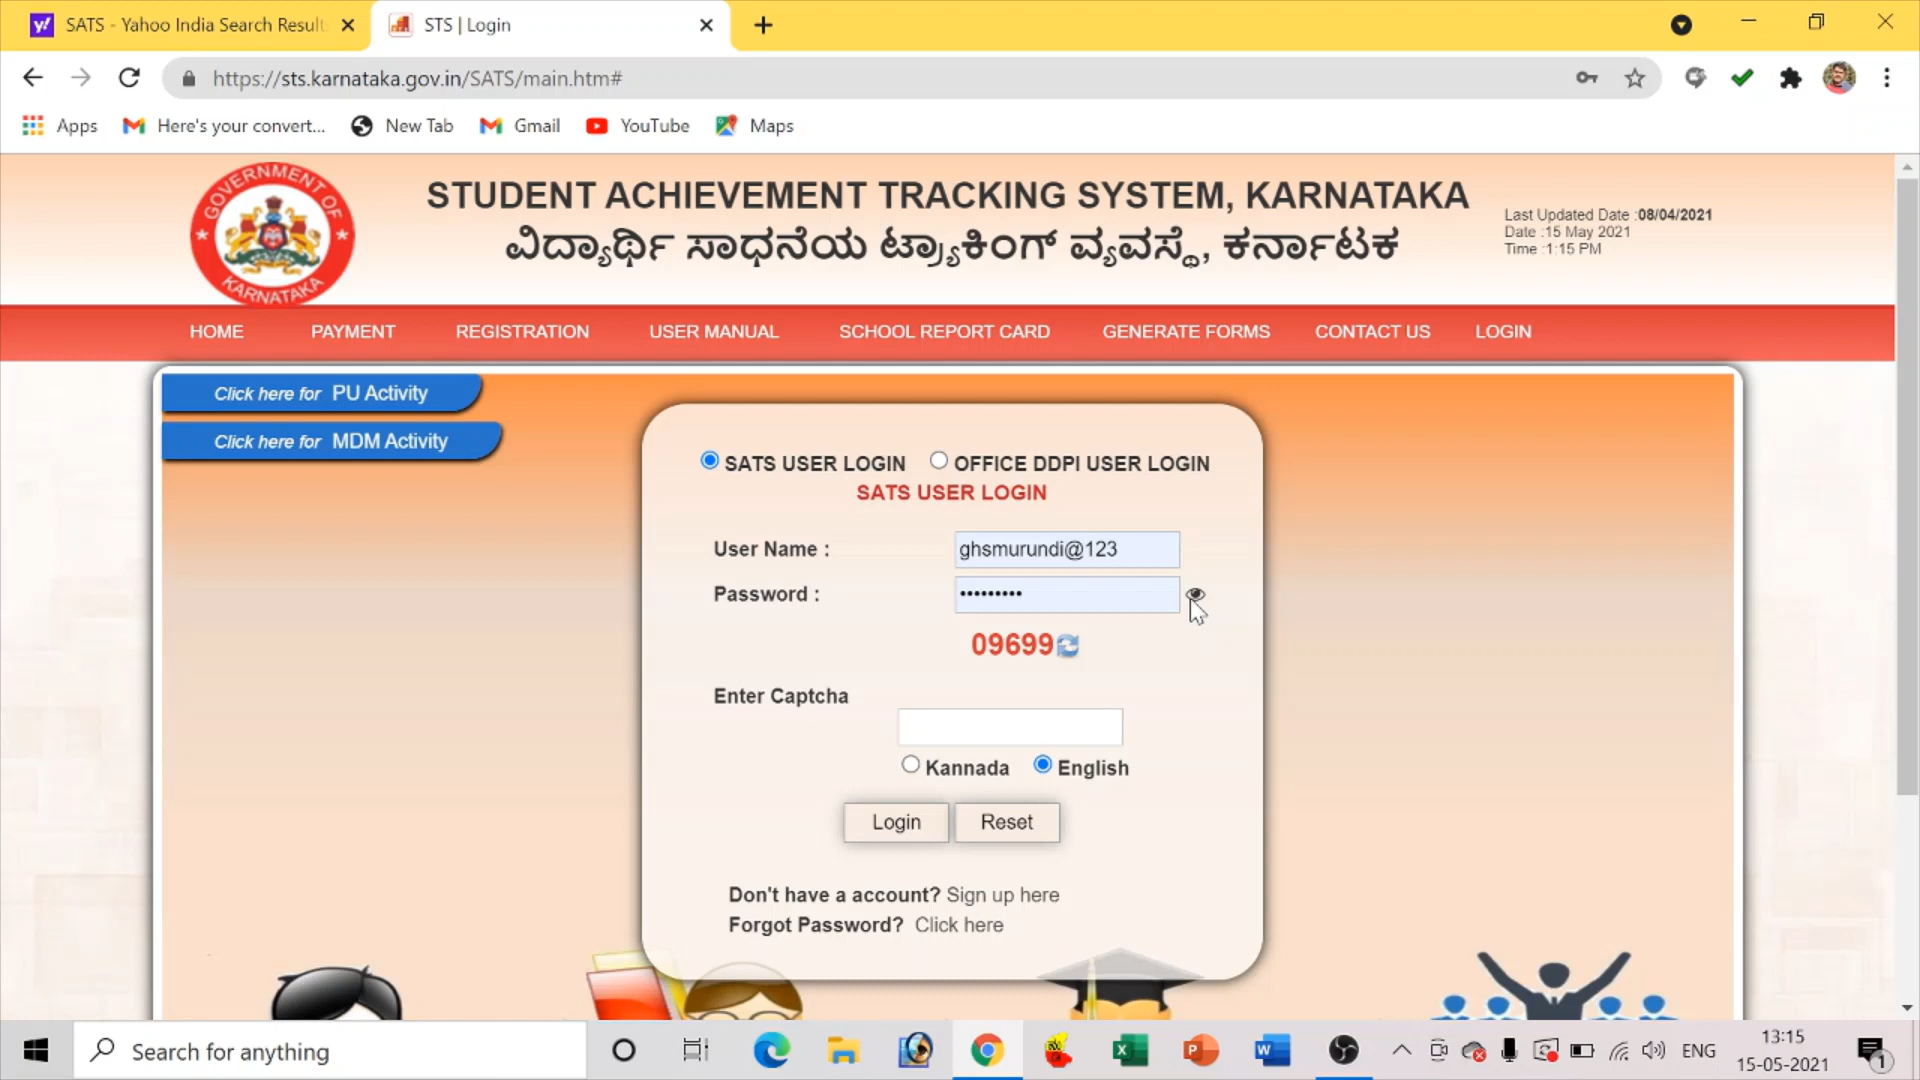 SATS - Yahoo India Search Result
STS | Login
https://sts.karnataka.gov.in/SATS/main.htm#
Apps
Here's your convert...
New Tab
Gmail
YouTube
Maps
GOVERNMENT OF KARNATAKA
STUDENT ACHIEVEMENT TRACKING SYSTEM, KARNATAKA
ವಿದ್ಯಾರ್ಥಿ ಸಾಧನೆಯ ಟ್ರ್ಯಾಕಿಂಗ್ ವ್ಯವಸ್ಥೆ, ಕರ್ನಾಟಕ
Last Updated Date :08/04/2021
Date :15 May 2021
Time :1:15 PM
HOME PAYMENT REGISTRATION USER MANUAL SCHOOL REPORT CARD GENERATE FORMS CONTACT US LOGIN
Click here for PU Activity
Click here for MDM Activity
SATS USER LOGIN OFFICE DDPI USER LOGIN
SATS USER LOGIN
User Name : ghsmurundi@123
Password : •••••••••
09699
Enter Captcha
Kannada English
Login Reset
Don't have a account? Sign up here
Forgot Password? Click here
Search for anything
ENG
13:15
15-05-2021
1